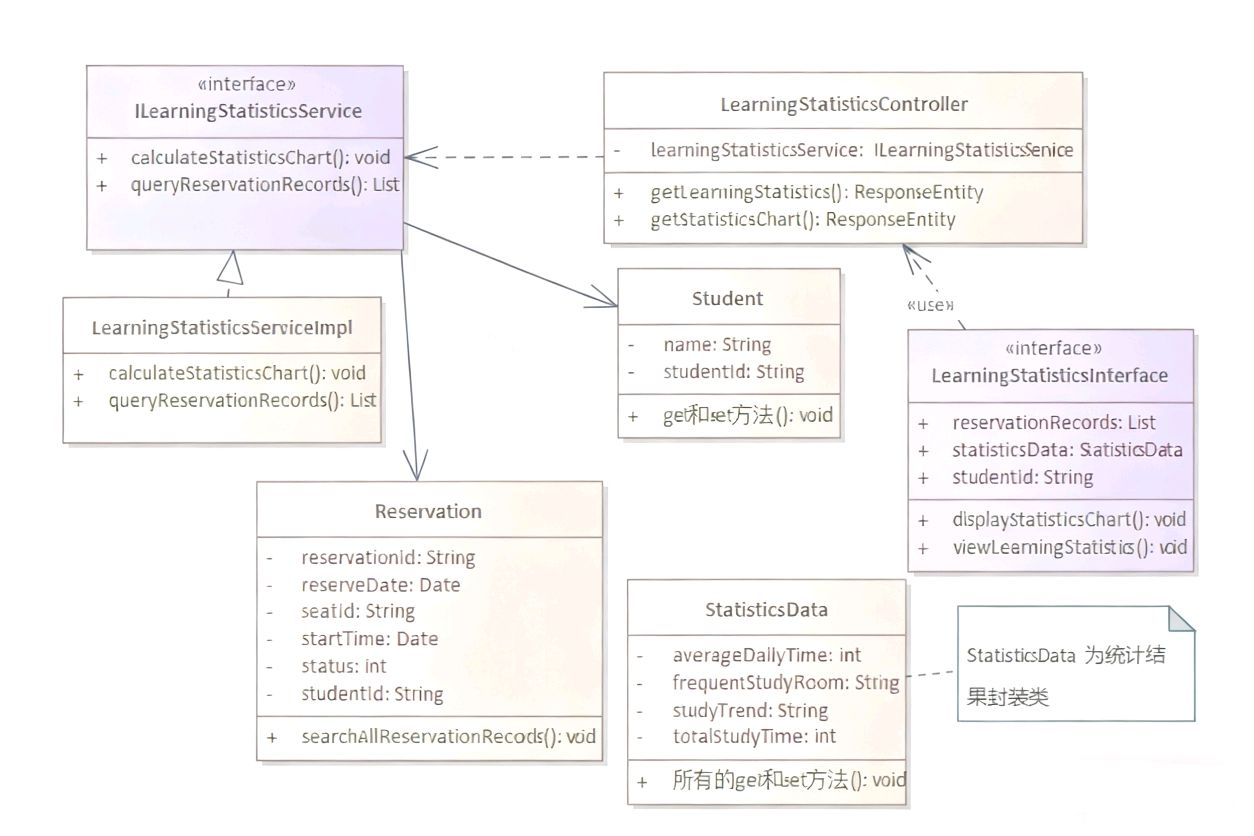 «interface»
ILearningStatisticsService
+ calculateStatisticsChart(): void
+ queryReservationRecords(): List
LearningStatisticsController
- learningStatisticsService: ILearningStatisticsSenice
+ getLearningStatistics(): ResponseEntity
+ getStatisticsChart(): ResponseEntity
LearningStatisticsServiceImpl
+ calculateStatisticsChart(): void
+ queryReservationRecords(): List
Student
- name: String
- studentId: String
+ get和set方法(): void
«use»
«interface»
LearningStatisticsInterface
+ reservationRecords: List
+ statisticsData: StatisticsData
+ studentId: String
+ displayStatisticsChart(): void
+ viewLearningStatistics(): void
Reservation
- reservationId: String
- reserveDate: Date
- seatId: String
- startTime: Date
- status: int
- studentId: String
+ searchAllReservationRecods(): void
StatisticsData
- averageDailyTime: int
- frequentStudyRoom: String
- studyTrend: String
- totalStudyTime: int
+ 所有的get和set方法(): void
StatisticsData 为统计结
果封装类